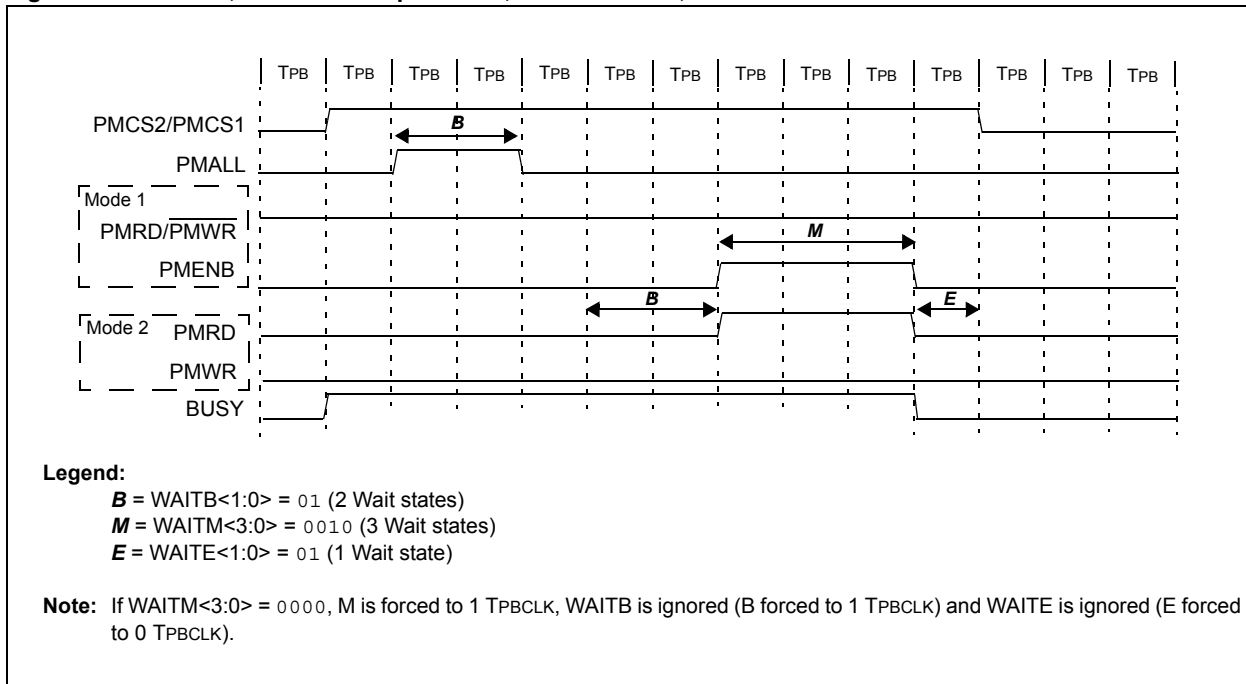 TPB TPB TPB TPB TPB TPB TPB TPB TPB TPB TPB TPB TPB TPB
PMCS2/PMCS1
B
PMALL
Mode 1
PMRD/PMWR
M
PMENB
B
E
Mode 2
PMRD
PMWR
BUSY
Legend:
B = WAITB<1:0> = 01 (2 Wait states)
M = WAITM<3:0> = 0010 (3 Wait states)
E = WAITE<1:0> = 01 (1 Wait state)
Note: If WAITM<3:0> = 0000, M is forced to 1 TPBCLK, WAITB is ignored (B forced to 1 TPBCLK) and WAITE is ignored (E forced
to 0 TPBCLK).